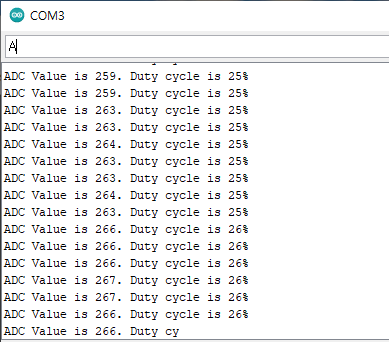 COM3
A
ADC Value is 259. Duty cycle is 25%
ADC Value is 259. Duty cycle is 25%
ADC Value is 263. Duty cycle is 25%
ADC Value is 263. Duty cycle is 25%
ADC Value is 264. Duty cycle is 25%
ADC Value is 263. Duty cycle is 25%
ADC Value is 263. Duty cycle is 25%
ADC Value is 264. Duty cycle is 25%
ADC Value is 263. Duty cycle is 25%
ADC Value is 266. Duty cycle is 26%
ADC Value is 266. Duty cycle is 26%
ADC Value is 266. Duty cycle is 26%
ADC Value is 267. Duty cycle is 26%
ADC Value is 267. Duty cycle is 26%
ADC Value is 266. Duty cycle is 26%
ADC Value is 266. Duty cy